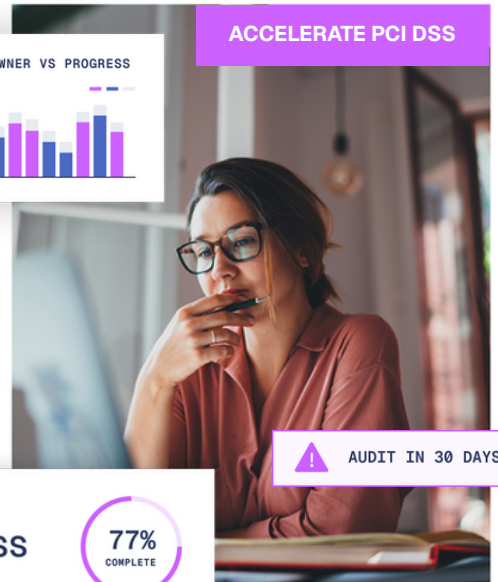 ACCELERATE PCI DSS
WNER VS PROGRESS
AUDIT IN 30 DAYS
SS
77%
COMPLETE